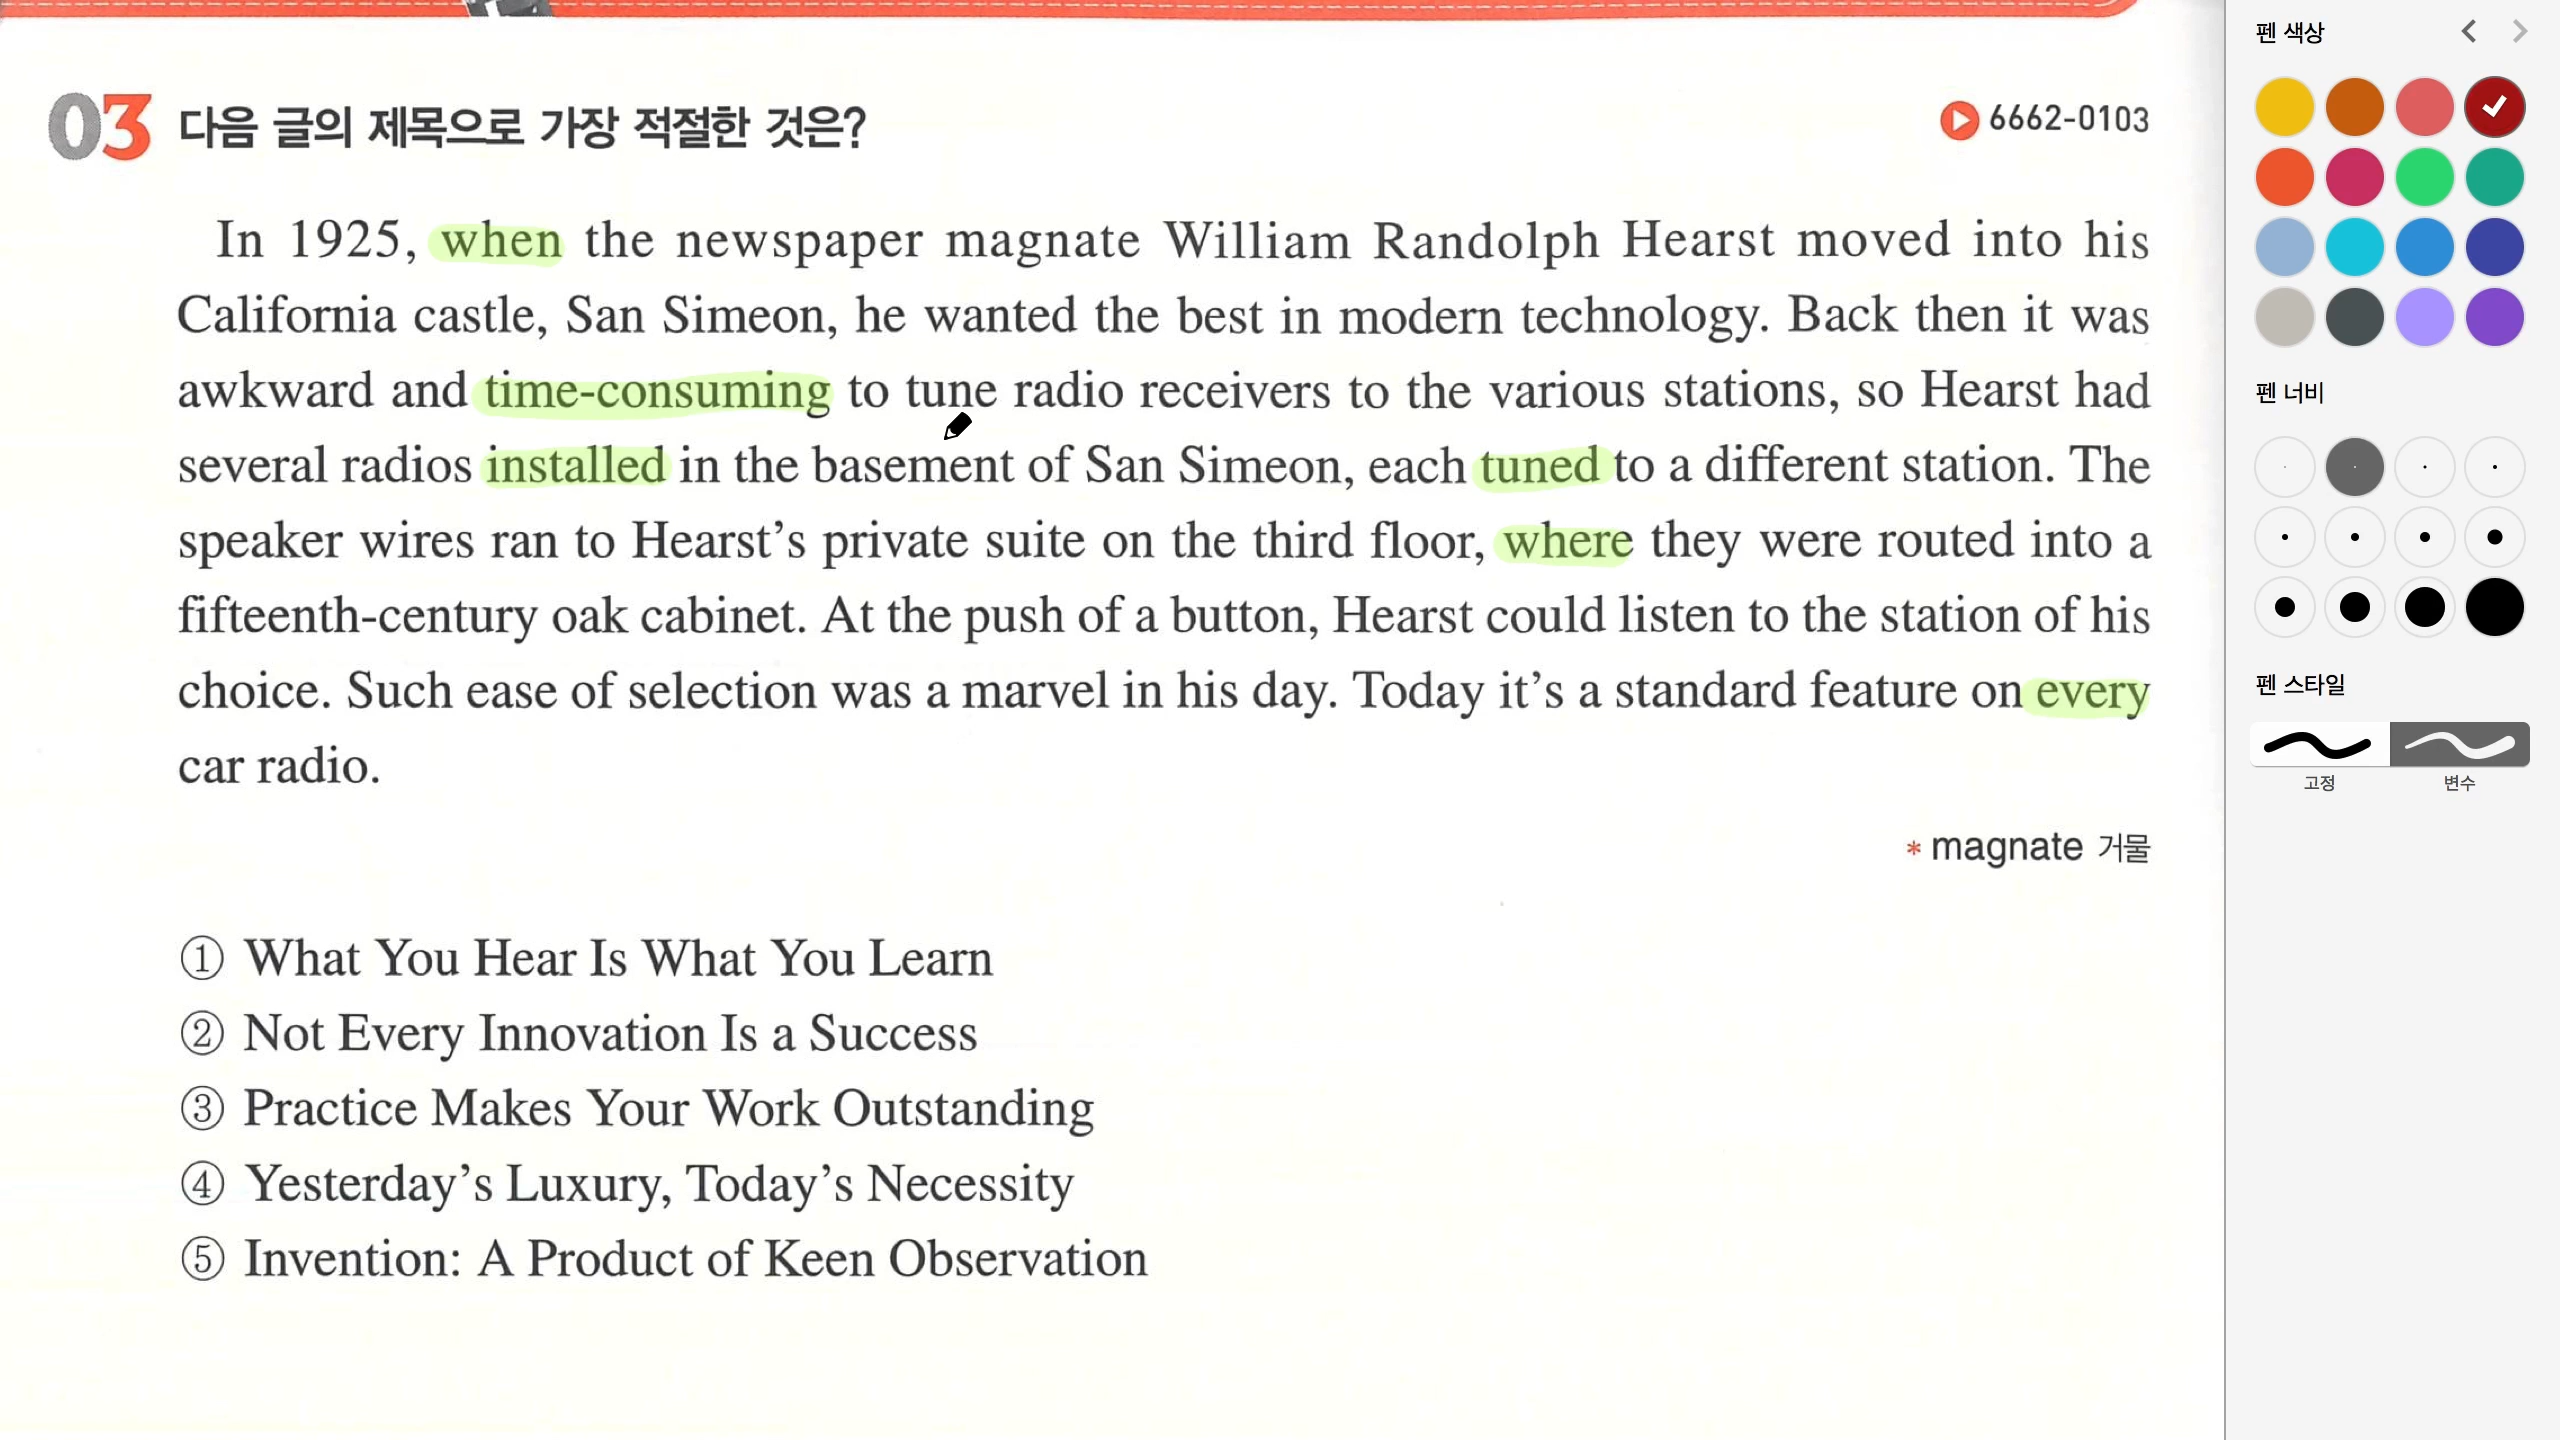 03 다음 글의 제목으로 가장 적절한 것은?
6662-0103
In 1925, when the newspaper magnate William Randolph Hearst moved into his
California castle, San Simeon, he wanted the best in modern technology. Back then it was
awkward and time-consuming to tune radio receivers to the various stations, so Hearst had
several radios installed in the basement of San Simeon, each tuned to a different station. The
speaker wires ran to Hearst's private suite on the third floor, where they were routed into a
fifteenth-century oak cabinet. At the push of a button, Hearst could listen to the station of his
choice. Such ease of selection was a marvel in his day. Today it's a standard feature on every
car radio.
* magnate 거물
① What You Hear Is What You Learn
② Not Every Innovation Is a Success
③ Practice Makes Your Work Outstanding
④ Yesterday's Luxury, Today's Necessity
⑤ Invention: A Product of Keen Observation
펜 색상
펜 너비
펜 스타일
고정
변수